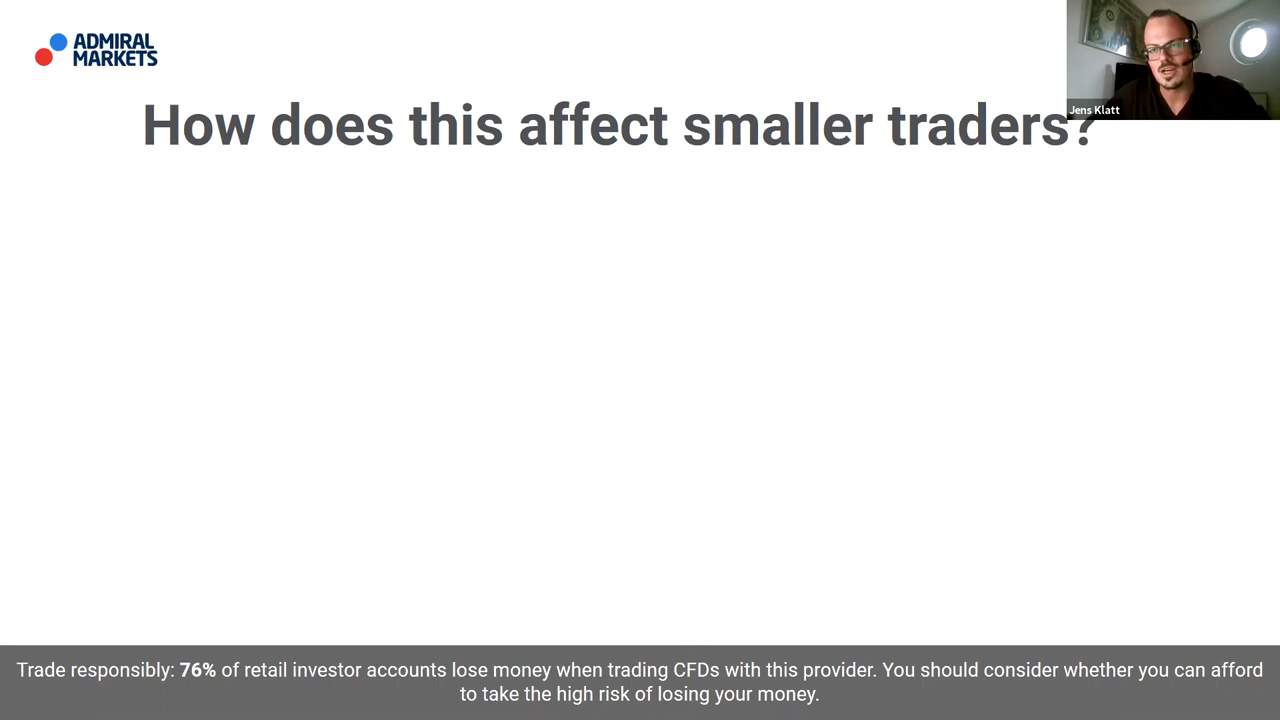 ADMIRAL
MARKETS
Jens Klatt
How does this affect smaller traders?
Trade responsibly: 76% of retail investor accounts lose money when trading CFDs with this provider. You should consider whether you can afford
to take the high risk of losing your money.